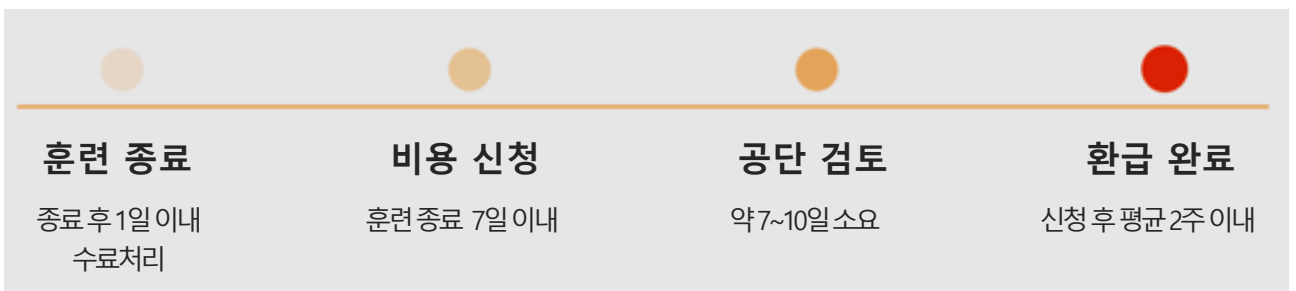 훈련 종료
종료 후 1일 이내
수료처리
비용 신청
훈련 종료 7일 이내
공단 검토
약 7~10일 소요
환급 완료
신청 후 평균 2주 이내